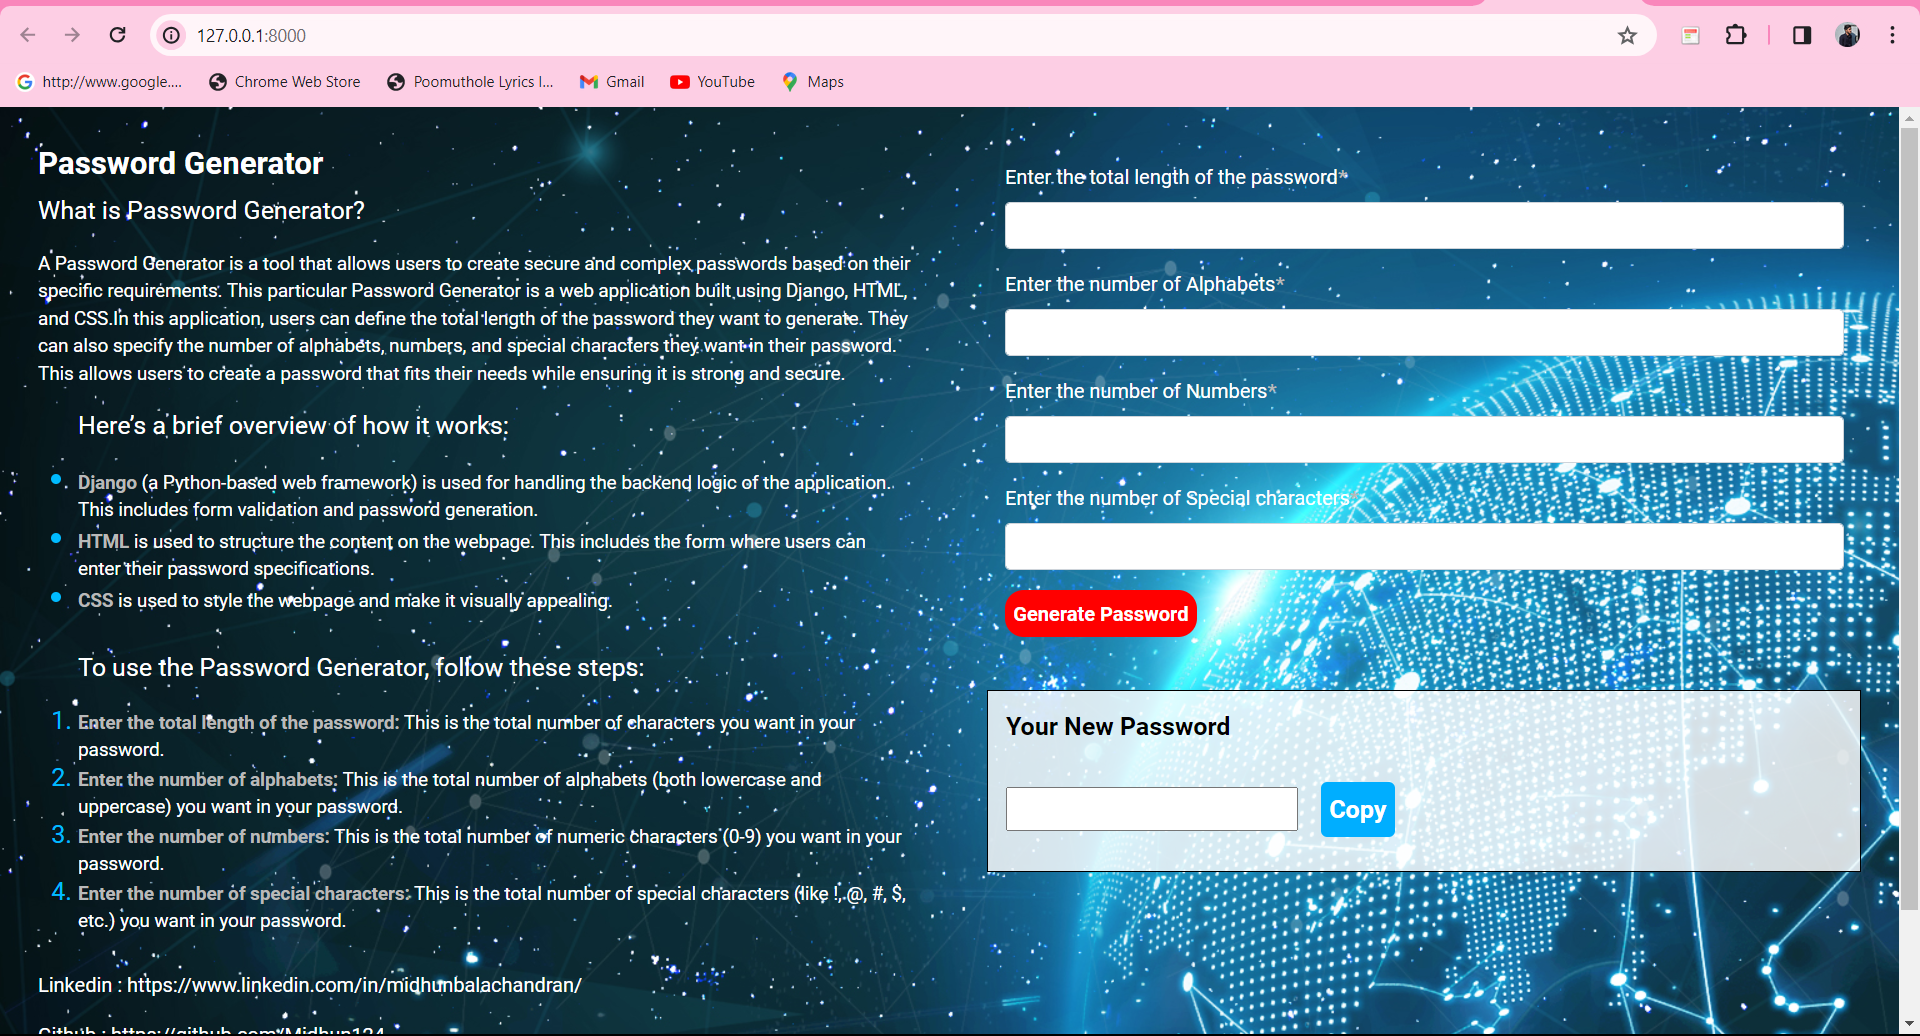 127.0.0.1:8000
http://www.google.... Chrome Web Store Poomuthole Lyrics I... Gmail YouTube Maps
Password Generator
What is Password Generator?
A Password Generator is a tool that allows users to create secure and complex passwords based on their
specific requirements. This particular Password Generator is a web application built using Django, HTML,
and CSS.In this application, users can define the total length of the password they want to generate. They
can also specify the number of alphabets, numbers, and special characters they want in their password.
This allows users to create a password that fits their needs while ensuring it is strong and secure.
Here's a brief overview of how it works:
Django (a Python-based web framework) is used for handling the backend logic of the application.
This includes form validation and password generation.
HTML is used to structure the content on the webpage. This includes the form where users can
enter their password specifications.
CSS is used to style the webpage and make it visually appealing.
To use the Password Generator, follow these steps:
1. Enter the total length of the password: This is the total number of characters you want in your
password.
2. Enter the number of alphabets: This is the total number of alphabets (both lowercase and
uppercase) you want in your password.
3. Enter the number of numbers: This is the total number of numeric characters (0-9) you want in your
password.
4. Enter the number of special characters: This is the total number of special characters (like !, @, #, $,
etc.) you want in your password.
Linkedin : https://www.linkedin.com/in/midhunbalachandran/
Github : https://github.com/Midhun124
Enter the total length of the password*
Enter the number of Alphabets*
Enter the number of Numbers*
Enter the number of Special characters*
Generate Password
Your New Password
Copy